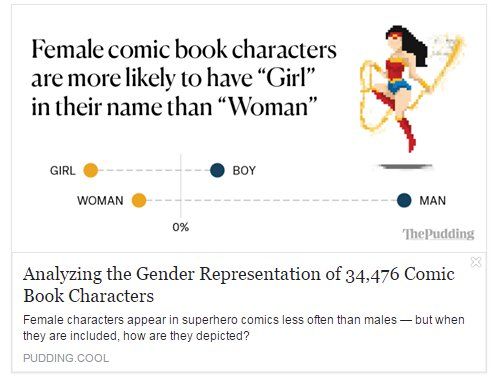 Female comic book characters
are more likely to have “Girl”
in their name than “Woman”
GIRL BOY
WOMAN MAN
0%
ThePudding
Analyzing the Gender Representation of 34,476 Comic
Book Characters
Female characters appear in superhero comics less often than males — but when
they are included, how are they depicted?
PUDDING.COOL